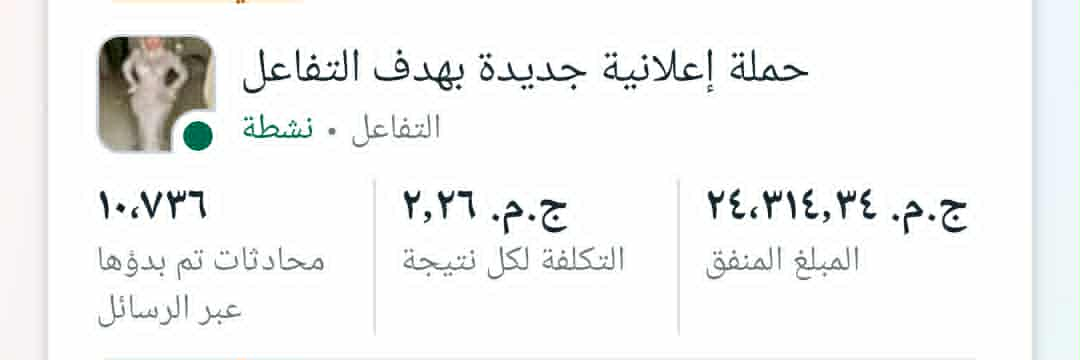 حملة إعلانية جديدة بهدف التفاعل
التفاعل • نشطة
ج.م. ٢٤،٣١٤,٣٤
المبلغ المنفق
ج.م. ٢,٢٦
التكلفة لكل نتيجة
١٠،٧٣٦
محادثات تم بدؤها
عبر الرسائل